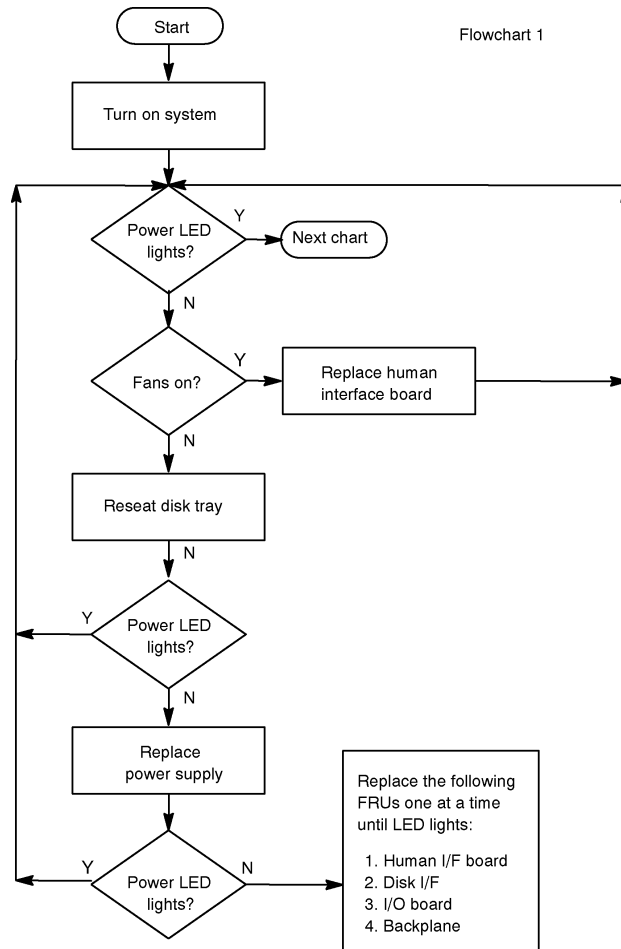 Start
Flowchart 1
Turn on system
Power LED
lights?
Y
Next chart
N
Fans on?
Y
Replace human
interface board
N
Reseat disk tray
N
Y
Power LED
lights?
N
Replace
power supply
Y
Power LED
lights?
N
Replace the following
FRUs one at a time
until LED lights:
1. Human I/F board
2. Disk I/F
3. I/O board
4. Backplane